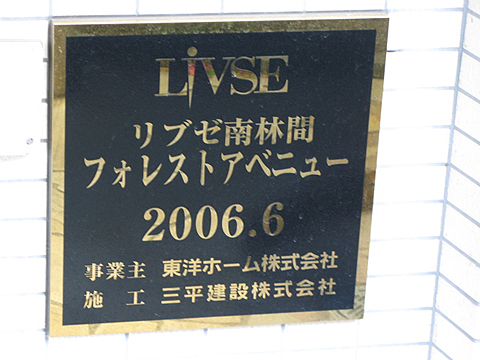 LiVSE
リブゼ南林間
フォレストアベニュー
2006.6
事業主 東洋ホーム株式会社
施 工 三平建設株式会社